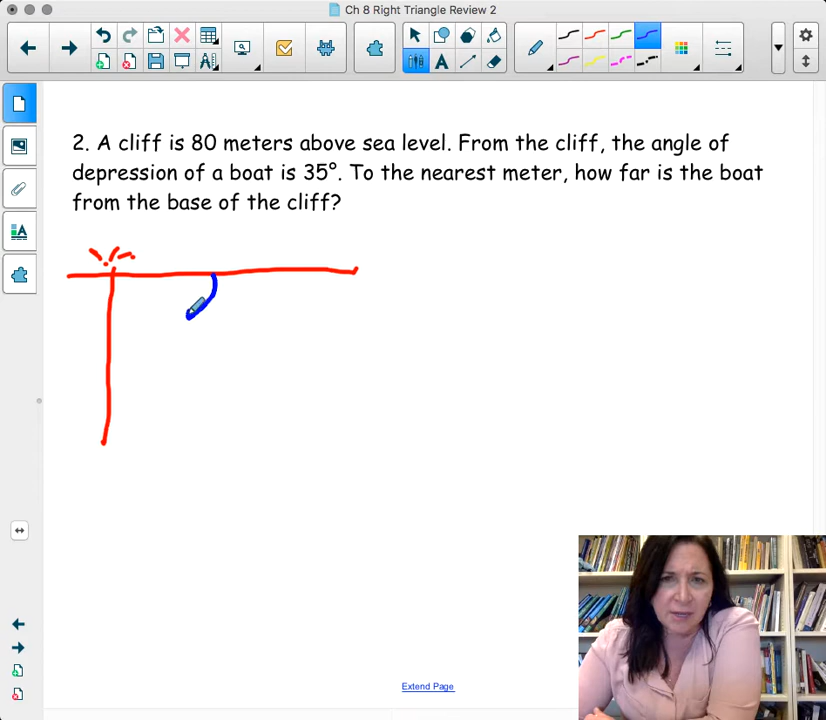 Ch 8 Right Triangle Review 2
2. A cliff is 80 meters above sea level. From the cliff, the angle of
depression of a boat is 35°. To the nearest meter, how far is the boat
from the base of the cliff?
Extend Page